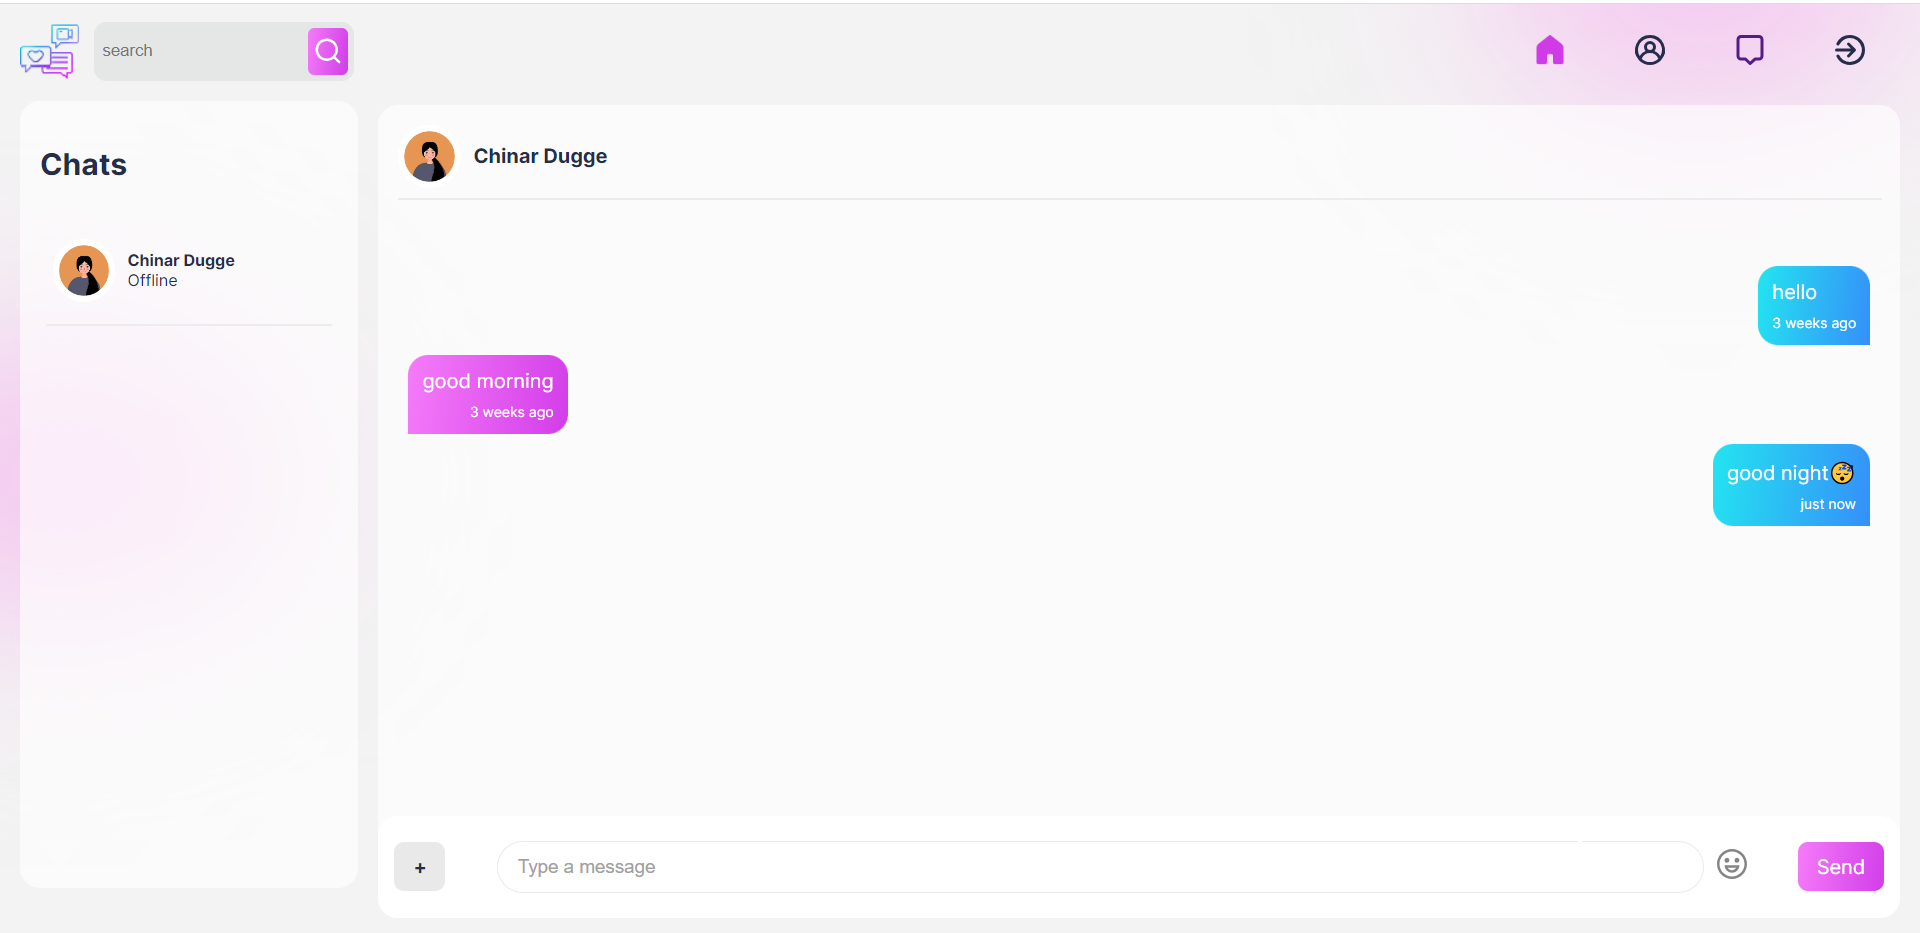 search
Chats
Chinar Dugge
Offline
Chinar Dugge
hello
3 weeks ago
good morning
3 weeks ago
good night😴
just now
+
Type a message
Send